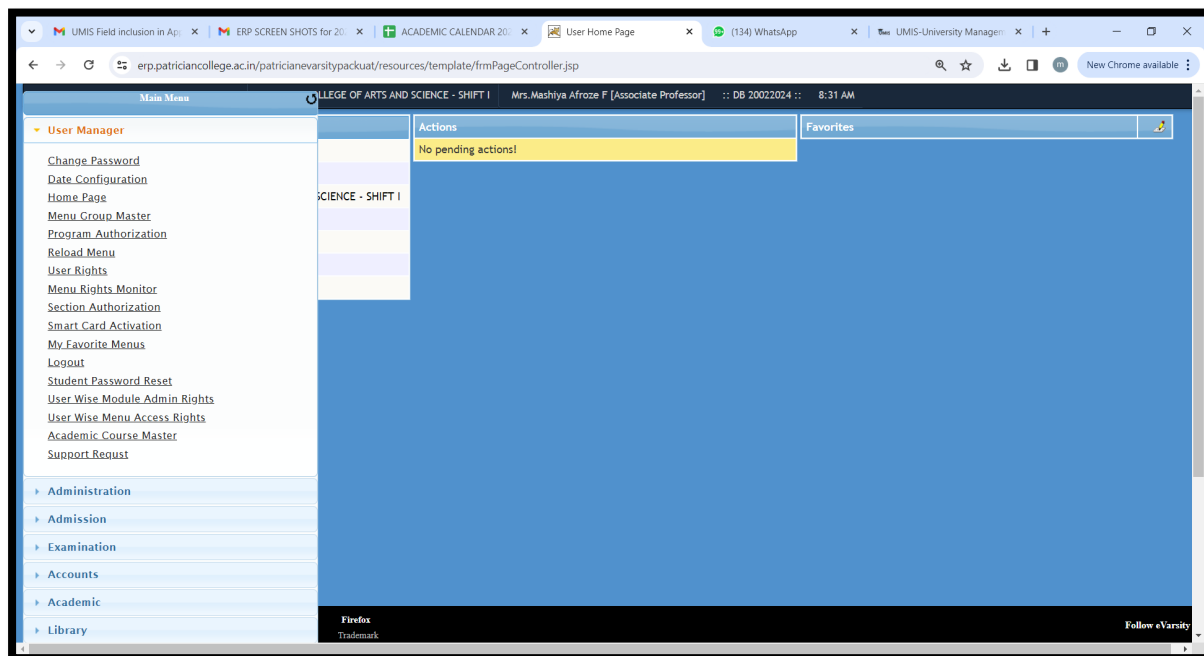 UMIS Field inclusion in Ap
ERP SCREEN SHOTS for 20
ACADEMIC CALENDAR 202
User Home Page
(134) WhatsApp
UMIS-University Managem
erp.patriciancollege.ac.in/patricianevarsitypackuat/resources/template/frmPageController.jsp
m
New Chrome available
Main Menu
LLEGE OF ARTS AND SCIENCE - SHIFT I Mrs.Mashiya Afroze F [Associate Professor] :: DB 20022024 :: 8:31 AM
User Manager
Change Password
Date Configuration
Home Page
Menu Group Master
Program Authorization
Reload Menu
User Rights
Menu Rights Monitor
Section Authorization
Smart Card Activation
My Favorite Menus
Logout
Student Password Reset
User Wise Module Admin Rights
User Wise Menu Access Rights
Academic Course Master
Support Requst
Administration
Admission
Examination
Accounts
Academic
Library
SCIENCE - SHIFT I
Actions
No pending actions!
Favorites
Firefox
Trademark
Follow eVarsity